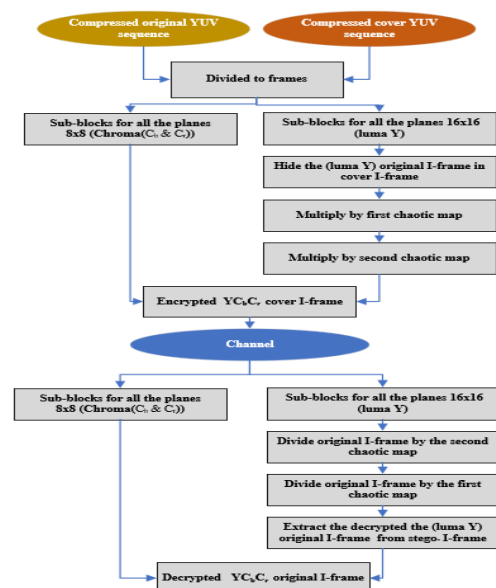 Compressed original YUV
sequence
Compressed cover YUV
sequence
Divided to frames
Sub-blocks for all the planes
8x8 (Chroma(Cb & Cr))
Sub-blocks for all the planes 16x16
(luma Y)
Hide the (luma Y) original I-frame in
cover I-frame
Multiply by first chaotic map
Multiply by second chaotic map
Encrypted YCbCr cover I-frame
Channel
Sub-blocks for all the planes
8x8 (Chroma(Cb & Cr))
Sub-blocks for all the planes 16x16
(luma Y)
Divide original I-frame by the second
chaotic map
Divide original I-frame by the first
chaotic map
Extract the decrypted the (luma Y)
original I-frame from stego- I-frame
Decrypted YCbCr original I-frame